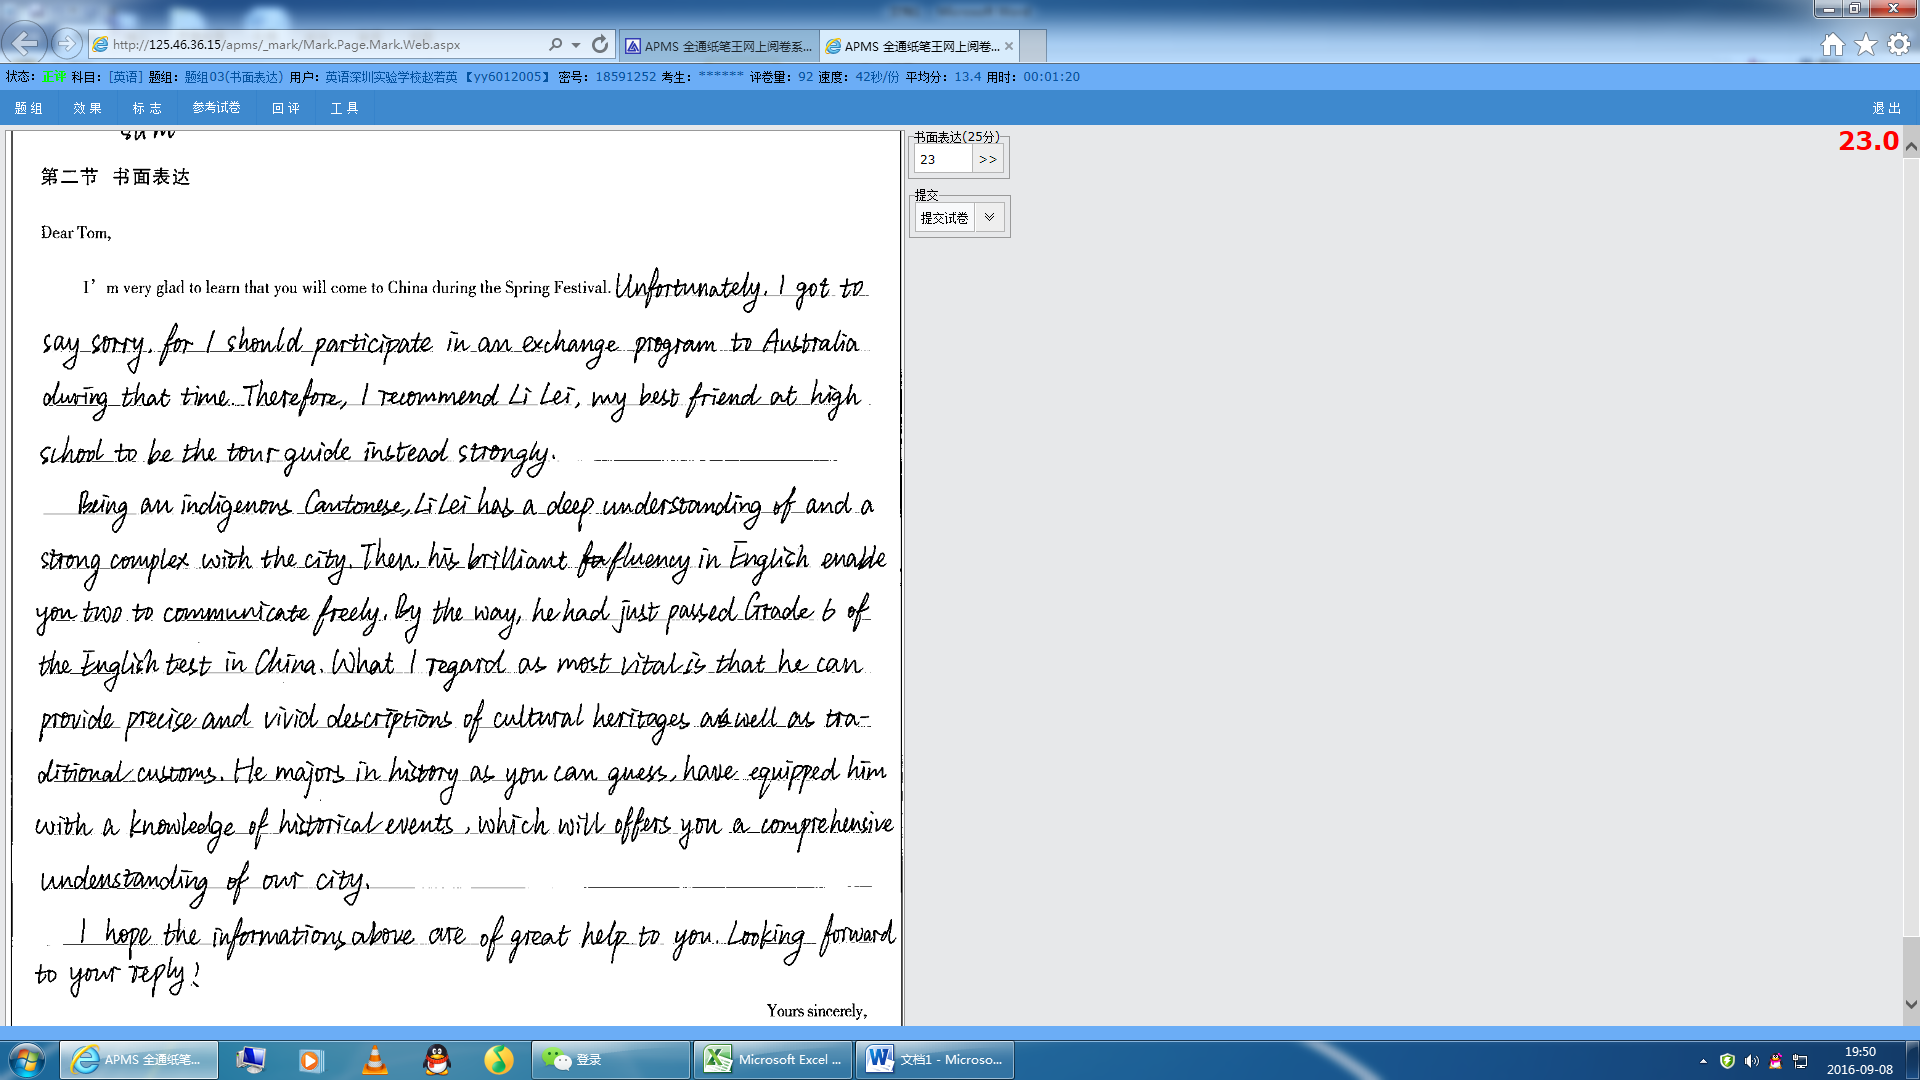 http://125.46.36.15/apms/_mark/Mark.Page.Mark.Web.aspx
APMS 全通纸笔王网上阅卷系...
APMS 全通纸笔王网上阅卷...
状态:
科目: [英语] 题组: 题组03(书面表达) 用户: 英语深圳实验学校赵若英【yy6012005】 密号: 18591252 考生: ****** 评卷量: 92 速度: 42秒/份 平均分: 13.4 用时: 00:01:20
题组 效果 标志 参考试卷 回评 工具 退出
sum
书面表达(25分)
23 >>
23.0
提交
提交试卷
第二节 书面表达
Dear Tom,
I'm very glad to learn that you will come to China during the Spring Festival. Unfortunately, I got to
say sorry, for I should participate in an exchange program to Australia
during that time. Therefore, I recommend Li Lei, my best friend at high
school to be the tour guide instead strongly.
Being an indigenous Cantonese, Li Lei has a deep understanding of and a
strong complex with the city. Then, his brilliant fluency in English enable
you two to communicate freely. By the way, he had just passed Grade 6 of
the English test in China. What I regard as most vital is that he can
provide precise and vivid descriptions of cultural heritages as well as tra-
ditional customs. He majors in history as you can guess, have equipped him
with a knowledge of historical events, which will offers you a comprehensive
understanding of our city.
I hope the informations above are of great help to you. Looking forward
to your reply!
Yours sincerely,
APMS 全通纸笔...
登录
Microsoft Excel ...
文档1 - Microso...
19:50
2016-09-08